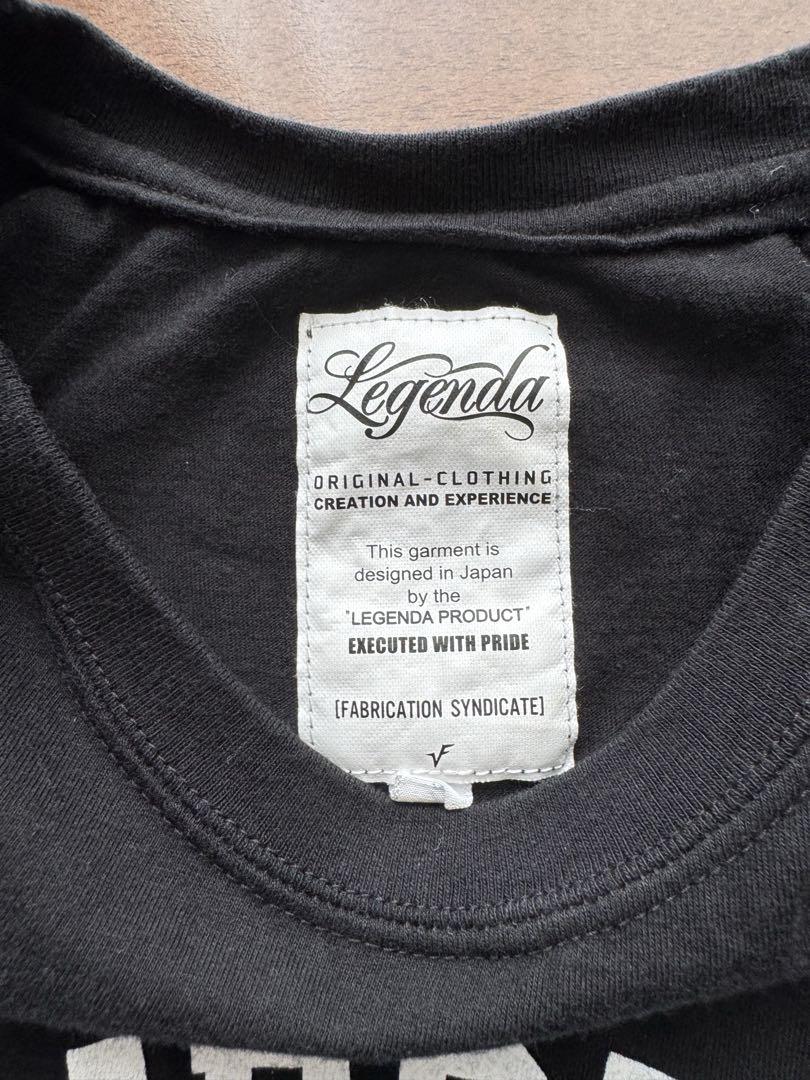 Legenda
ORIGINAL-CLOTHING
CREATION AND EXPERIENCE
This garment is
designed in Japan
by the
"LEGENDA PRODUCT"
EXECUTED WITH PRIDE
[FABRICATION SYNDICATE]